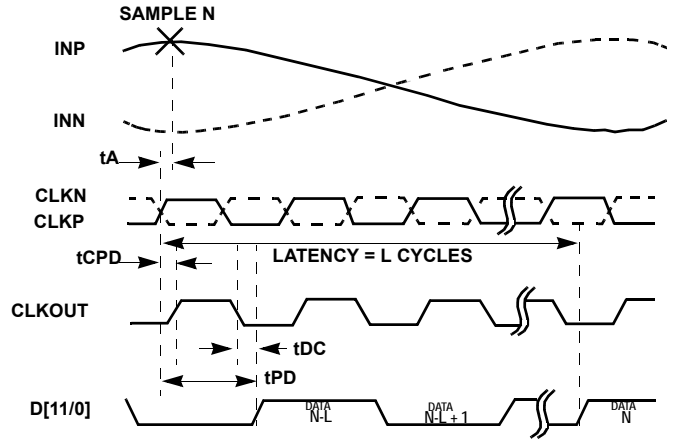 SAMPLE N
INP
INN
tA
CLKN
CLKP
LATENCY = L CYCLES
tCPD
CLKOUT
tDC
tPD
D[11/0]
DATA
N-L
DATA
N-L + 1
DATA
N